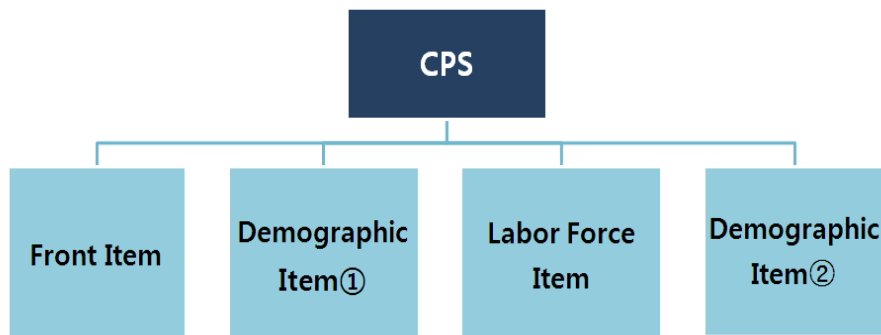 CPS
Front Item
Demographic
Item①
Labor Force
Item
Demographic
Item②